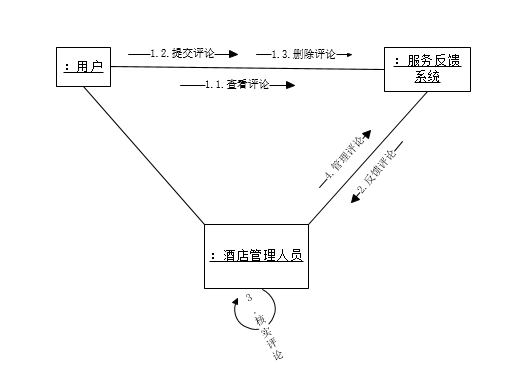 1.2.提交评论
1.3.删除评论
：用户
：服务反馈
系统
1.1.查看评论
4.管理评论
2.反馈评论
：酒店管理人员
3.核实评论